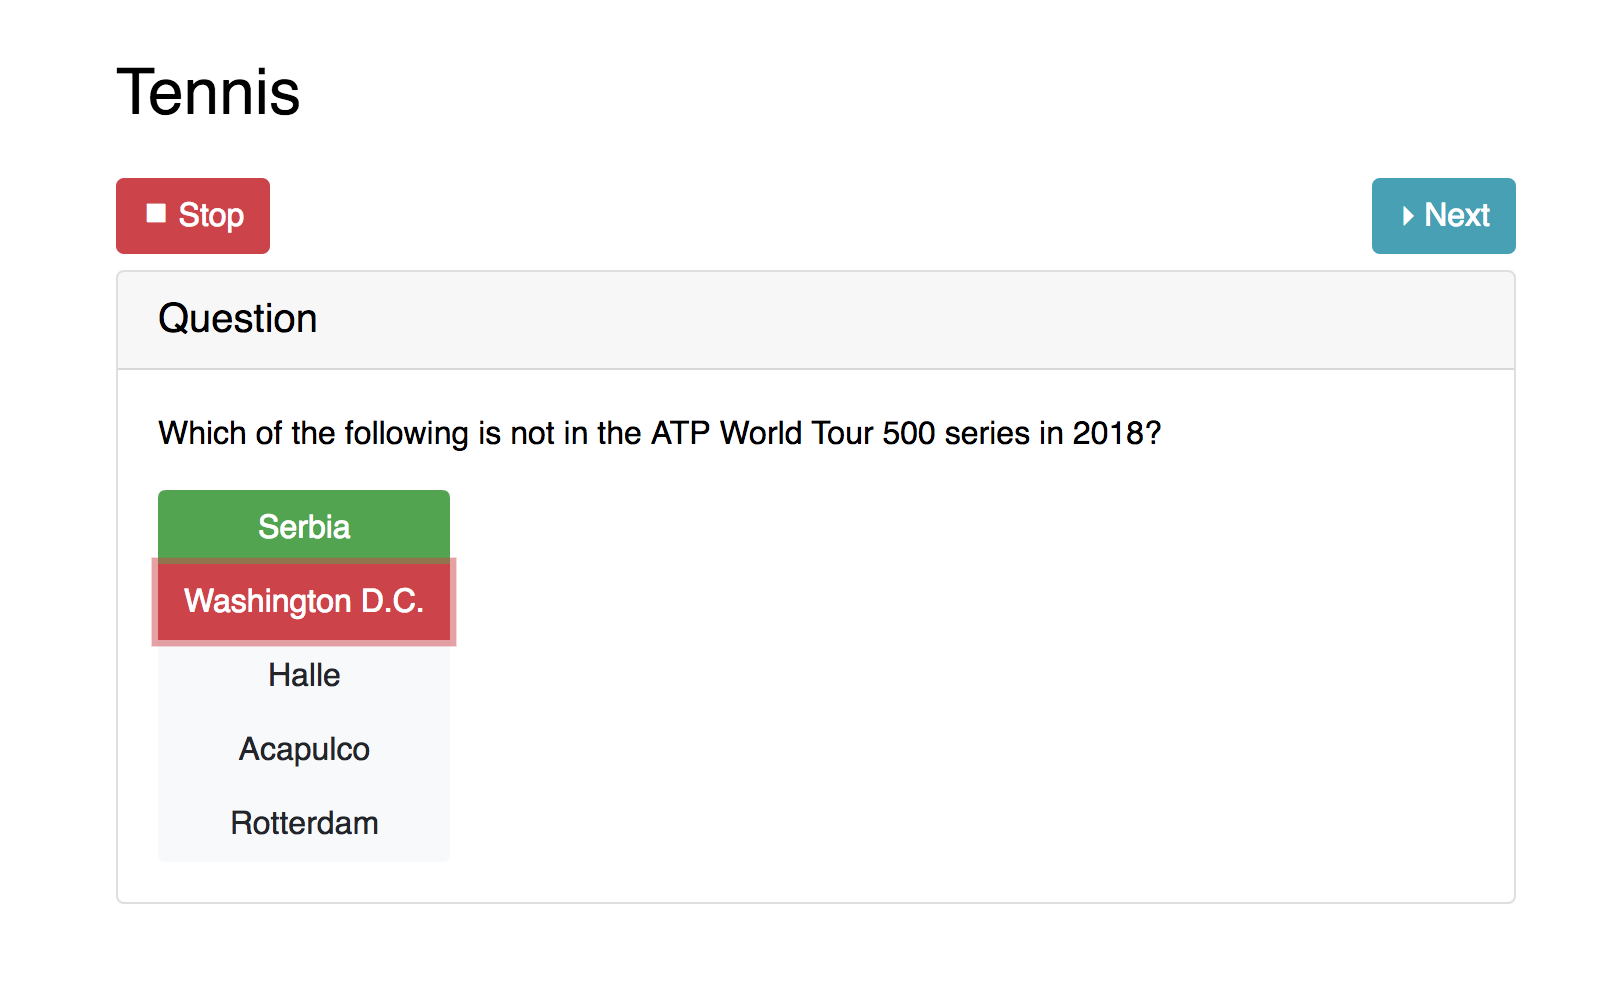 Tennis
Stop
Next
Question
Which of the following is not in the ATP World Tour 500 series in 2018?
Serbia
Washington D.C.
Halle
Acapulco
Rotterdam